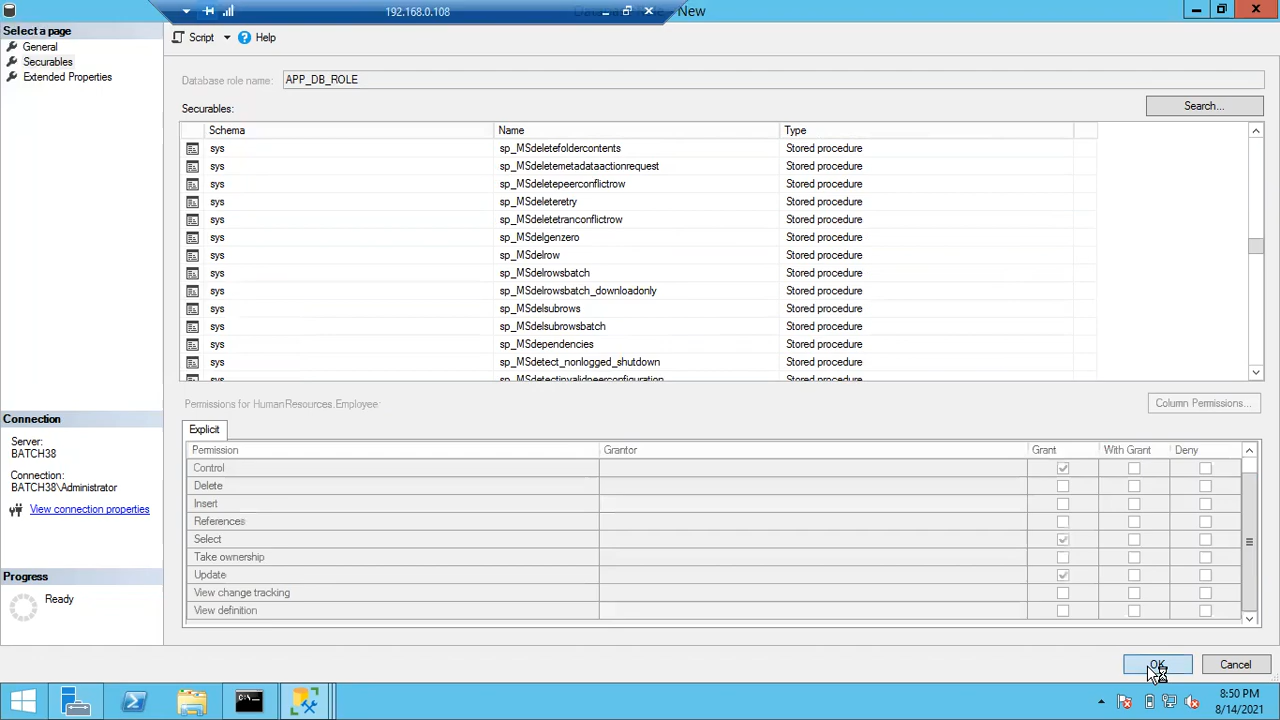 192.168.0.108
New
Select a page
General
Securables
Extended Properties
Script
Help
Database role name:
APP_DB_ROLE
Securables:
Search...
Schema Name Type
sys sp_MSdeletefoldercontents Stored procedure
sys sp_MSdeletemetadataactionrequest Stored procedure
sys sp_MSdeletepeerconflictrow Stored procedure
sys sp_MSdeleteretry Stored procedure
sys sp_MSdeletetranconflictrow Stored procedure
sys sp_MSdelgenzero Stored procedure
sys sp_MSdelrow Stored procedure
sys sp_MSdelrowsbatch Stored procedure
sys sp_MSdelrowsbatch_downloadonly Stored procedure
sys sp_MSdelsubrows Stored procedure
sys sp_MSdelsubrowsbatch Stored procedure
sys sp_MSdependencies Stored procedure
sys sp_MSdetect_nonlogged_shutdown Stored procedure
sys sp_MSdetectinvalidpeerconfiguration Stored procedure
Permissions for HumanResources.Employee:
Column Permissions...
Explicit
Permission Grantor Grant With Grant Deny
Control
Delete
Insert
References
Select
Take ownership
Update
View change tracking
View definition
Connection
Server:
BATCH38
Connection:
BATCH38\Administrator
View connection properties
Progress
Ready
OK
Cancel
8:50 PM
8/14/2021